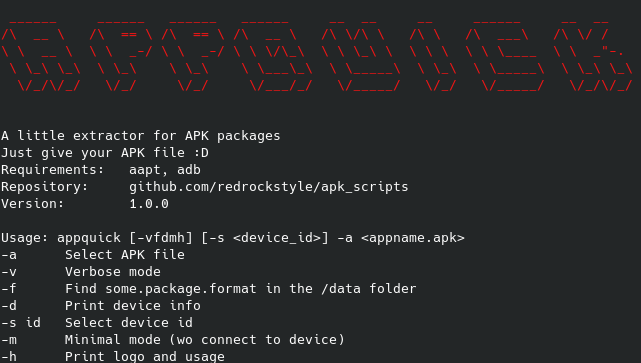 APPQUICK
A little extractor for APK packages
Just give your APK file :D
Requirements:   aapt, adb
Repository:     github.com/redrockstyle/apk_scripts
Version:        1.0.0
Usage: appquick [-vfdmh] [-s <device_id>] -a <appname.apk>
-a      Select APK file
-v      Verbose mode
-f      Find some.package.format in the /data folder
-d      Print device info
-s id   Select device id
-m      Minimal mode (wo connect to device)
-h      Print logo and usage